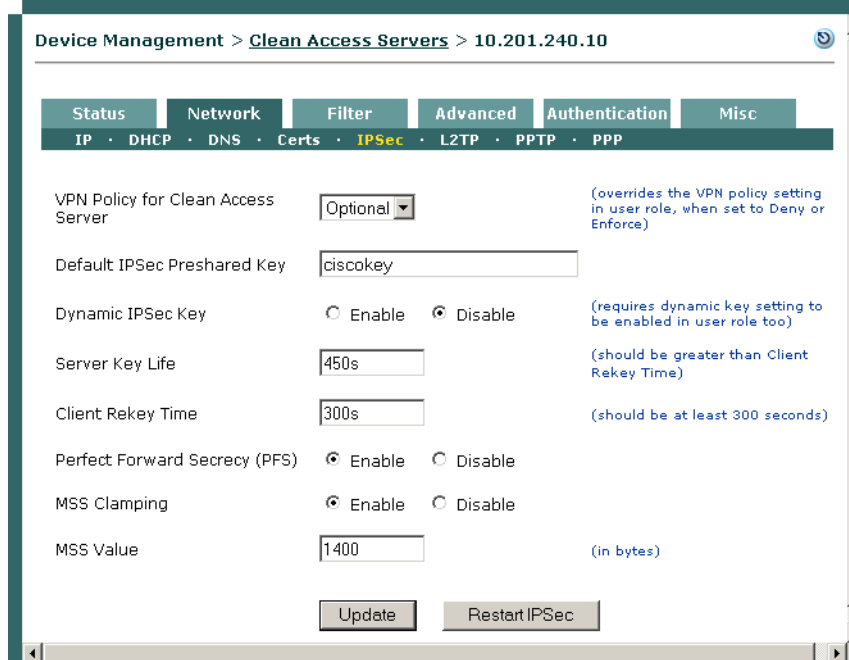 Device Management > Clean Access Servers > 10.201.240.10
Status Network Filter Advanced Authentication Misc
IP · DHCP · DNS · Certs · IPSec · L2TP · PPTP · PPP
VPN Policy for Clean Access
Server
Optional
(overrides the VPN policy setting
in user role, when set to Deny or
Enforce)
Default IPSec Preshared Key ciscokey
Dynamic IPSec Key Enable Disable
(requires dynamic key setting to
be enabled in user role too)
Server Key Life 450s
(should be greater than Client
Rekey Time)
Client Rekey Time 300s (should be at least 300 seconds)
Perfect Forward Secrecy (PFS) Enable Disable
MSS Clamping Enable Disable
MSS Value 1400 (in bytes)
Update Restart IPSec